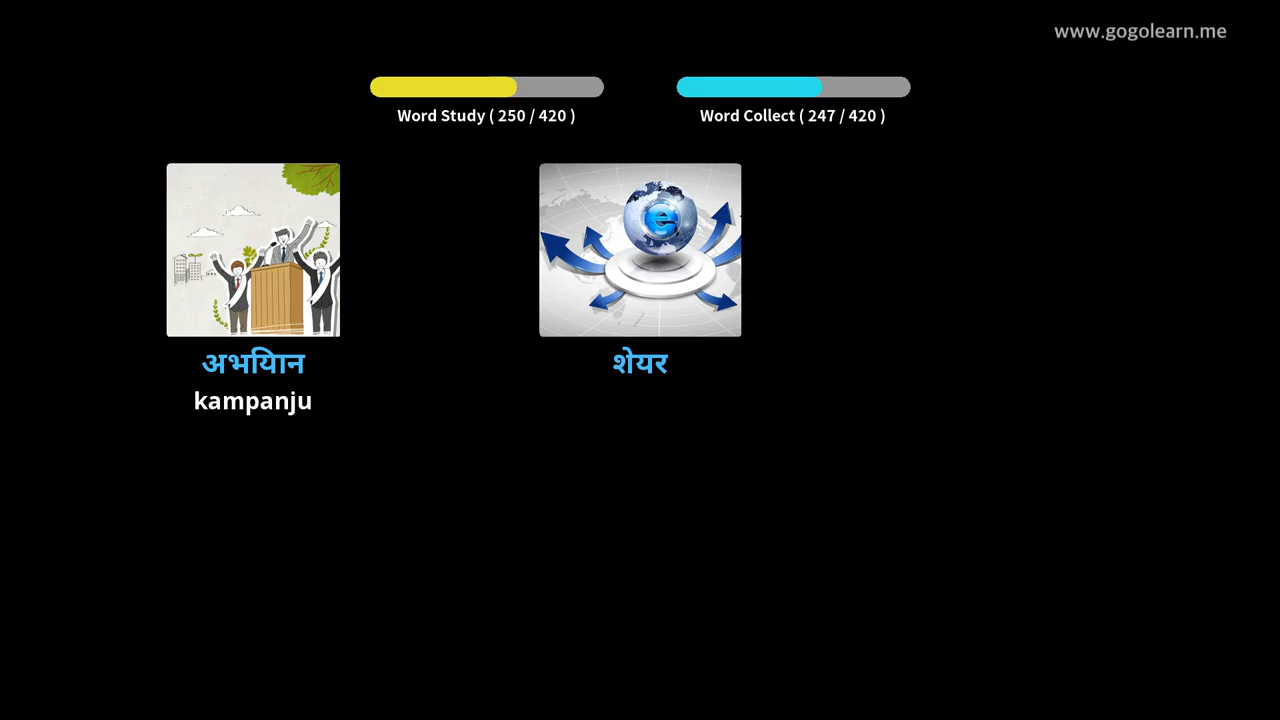 www.gogolearn.me
Word Study ( 250 / 420 )
Word Collect ( 247 / 420 )
e
अभियान
kampanju
शेयर